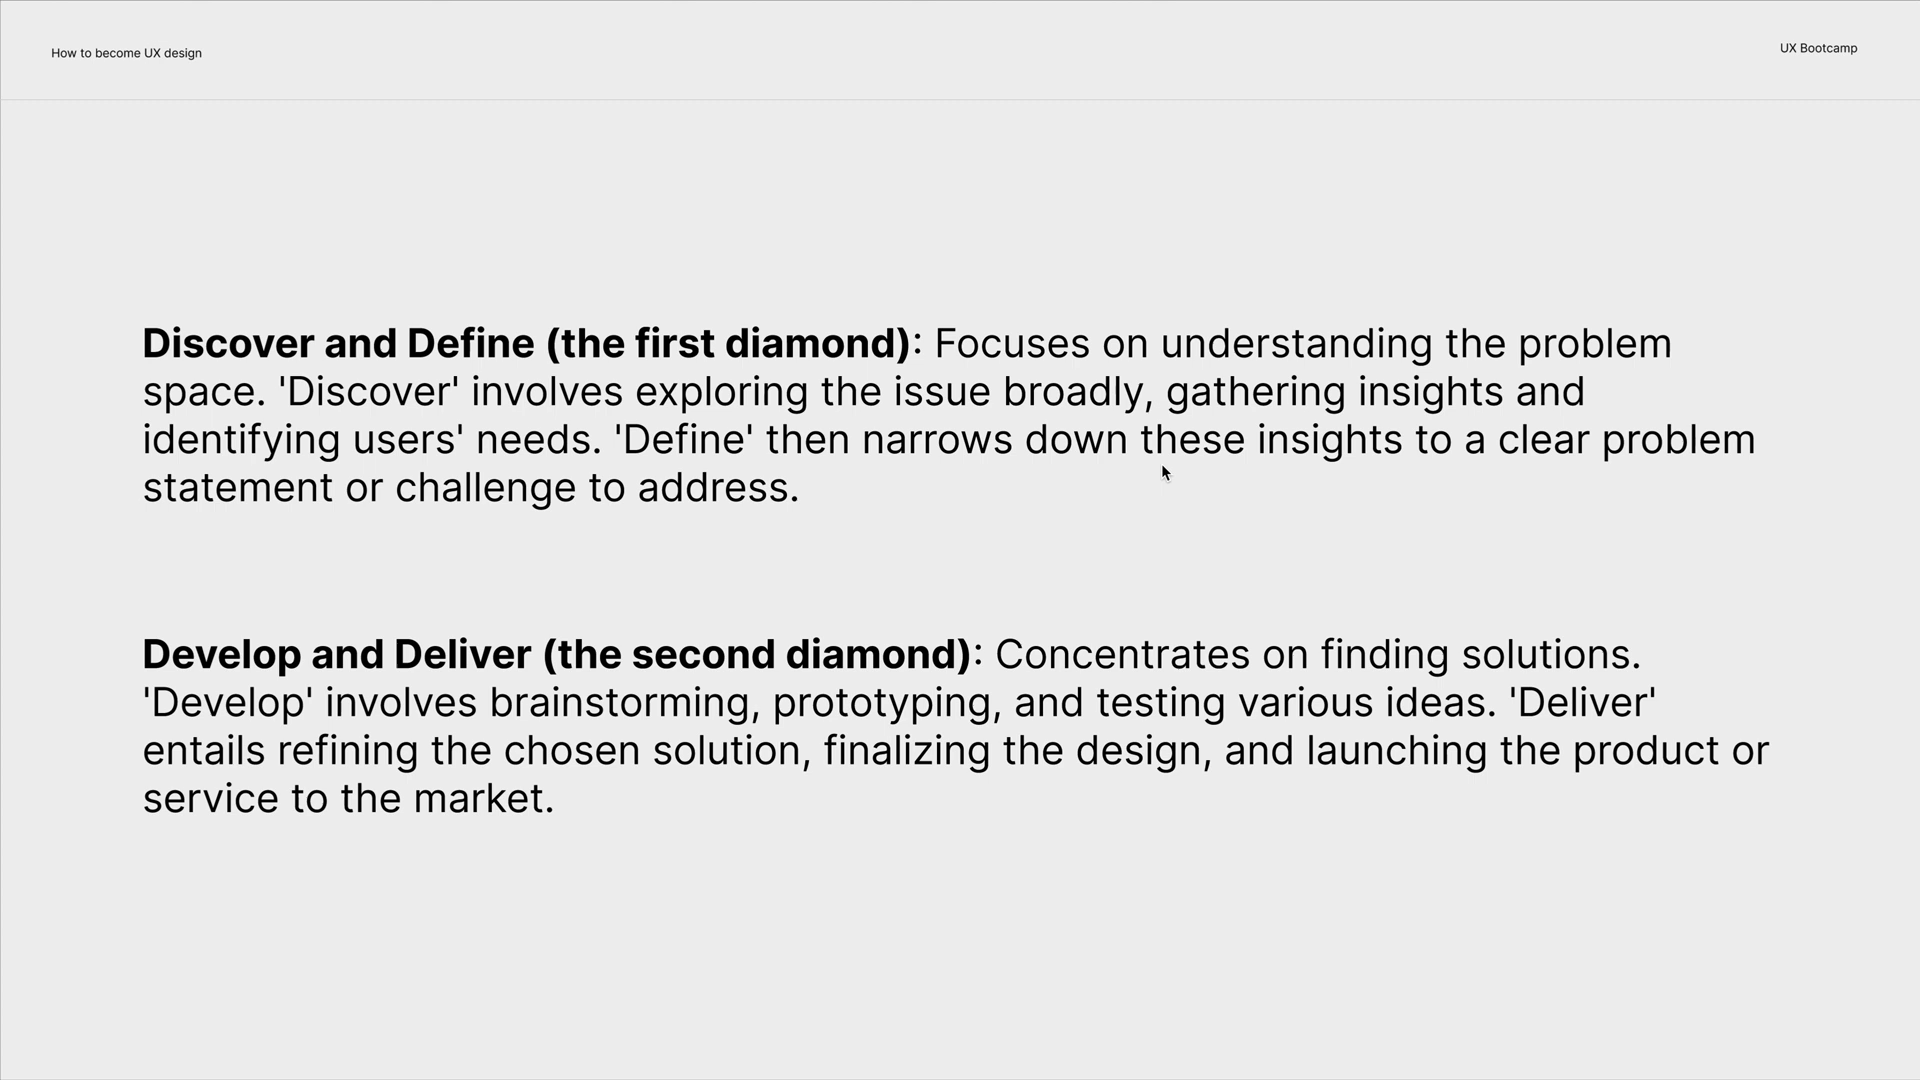 How to become UX design
UX Bootcamp
Discover and Define (the first diamond): Focuses on understanding the problem
space. 'Discover' involves exploring the issue broadly, gathering insights and
identifying users' needs. 'Define' then narrows down these insights to a clear problem
statement or challenge to address.
Develop and Deliver (the second diamond): Concentrates on finding solutions.
'Develop' involves brainstorming, prototyping, and testing various ideas. 'Deliver'
entails refining the chosen solution, finalizing the design, and launching the product or
service to the market.